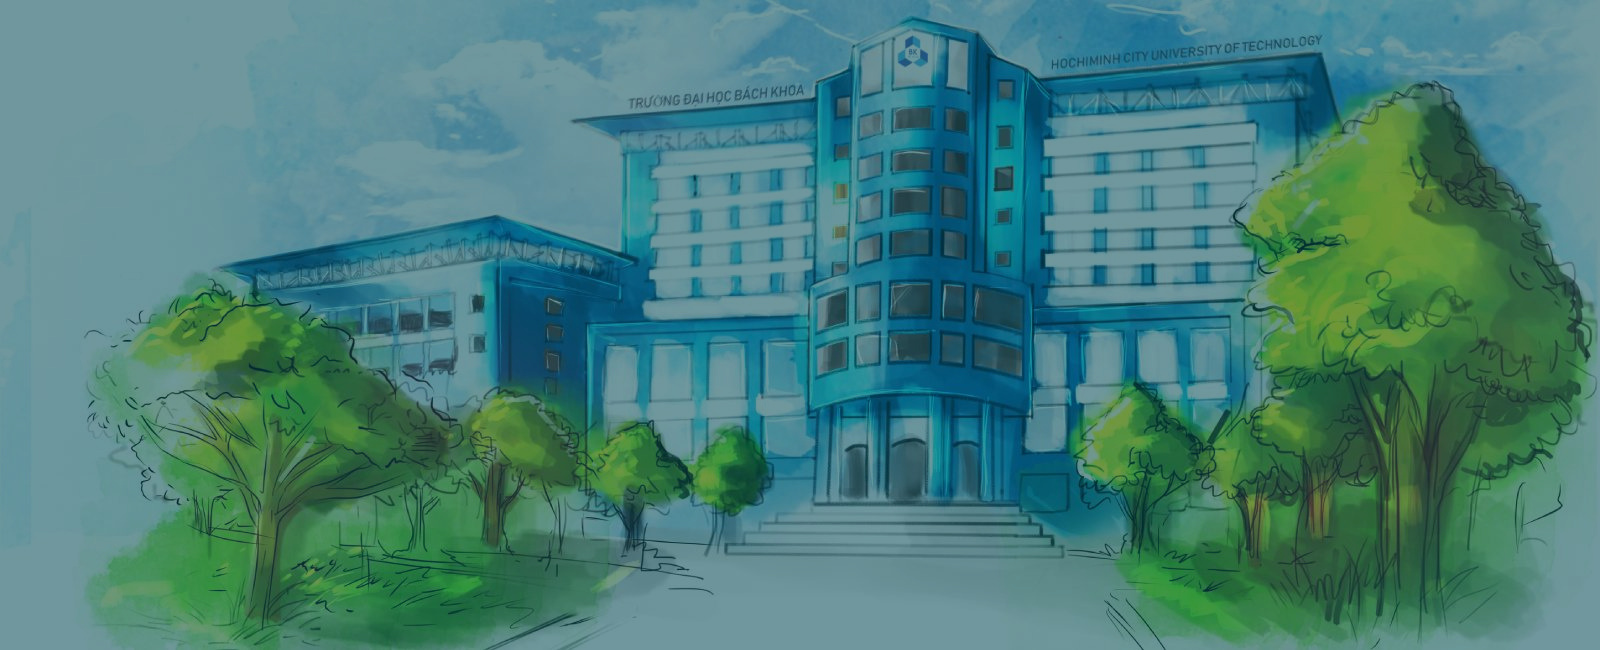 TRƯỜNG ĐẠI HỌC BÁCH KHOA
BK
HOCHIMINH CITY UNIVERSITY OF TECHNOLOGY